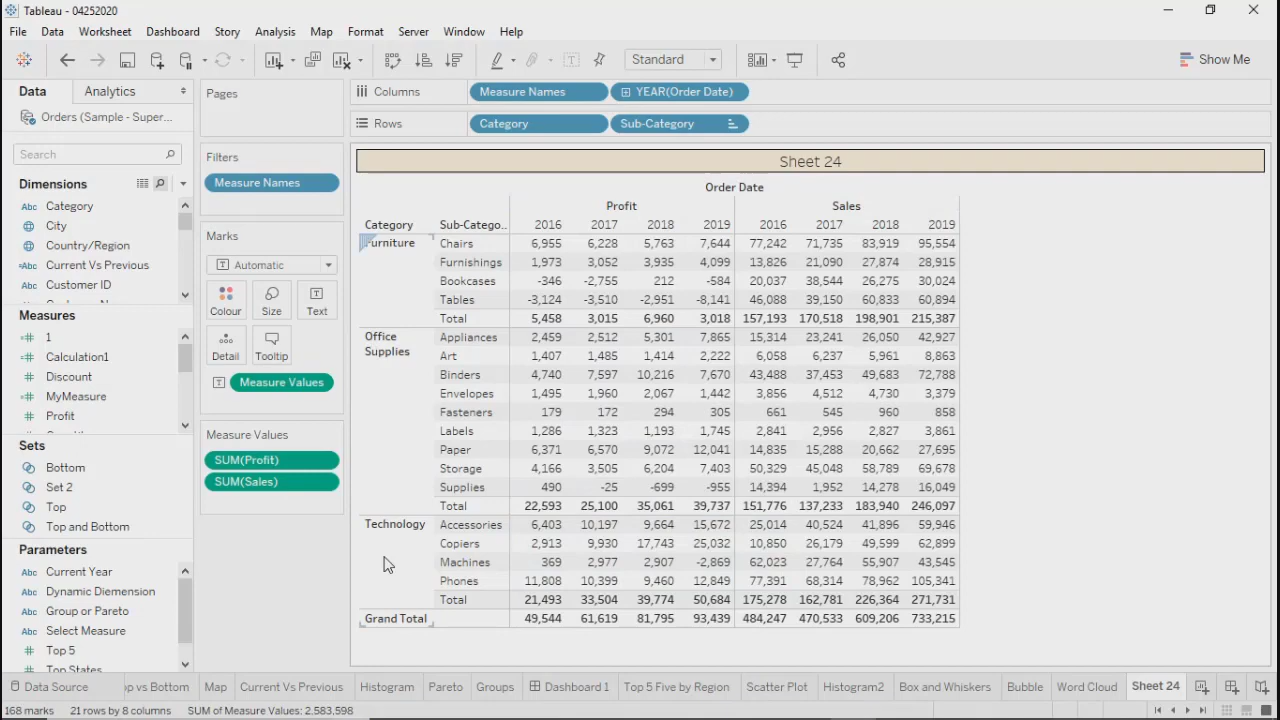 Tableau - 04252020
File Data Worksheet Dashboard Story Analysis Map Format Server Window Help
Standard Show Me
Data Analytics
Orders (Sample - Super...
Search
Dimensions
Abc Category
City
Country/Region
Abc Current Vs Previous
Abc Customer ID
Measures
# 1
# Calculation1
# Discount
# MyMeasure
# Profit
Sets
Bottom
Set 2
Top
Top and Bottom
Parameters
Abc Current Year
Abc Dynamic Diemension
Abc Group or Pareto
Abc Select Measure
# Top 5
Top States
Pages
Filters
Measure Names
Marks
Automatic
Colour Size Text
Detail Tooltip
Measure Values
Measure Values
SUM(Profit)
SUM(Sales)
Columns Measure Names YEAR(Order Date)
Rows Category Sub-Category
Sheet 24
Order Date
Profit Sales
Category Sub-Catego.. 2016 2017 2018 2019 2016 2017 2018 2019
Furniture Chairs 6,955 6,228 5,763 7,644 77,242 71,735 83,919 95,554
Furnishings 1,973 3,052 3,935 4,099 13,826 21,090 27,874 28,915
Bookcases -346 -2,755 212 -584 20,037 38,544 26,275 30,024
Tables -3,124 -3,510 -2,951 -8,141 46,088 39,150 60,833 60,894
Total 5,458 3,015 6,960 3,018 157,193 170,518 198,901 215,387
Office Supplies Appliances 2,459 2,512 5,301 7,865 15,314 23,241 26,050 42,927
Art 1,407 1,485 1,414 2,222 6,058 6,237 5,961 8,863
Binders 4,740 7,597 10,216 7,670 43,488 37,453 49,683 72,788
Envelopes 1,495 1,960 2,067 1,442 3,856 4,512 4,730 3,379
Fasteners 179 172 294 305 661 545 960 858
Labels 1,286 1,323 1,193 1,745 2,841 2,956 2,827 3,861
Paper 6,371 6,570 9,072 12,041 14,835 15,288 20,662 27,695
Storage 4,166 3,505 6,204 7,403 50,329 45,048 58,789 69,678
Supplies 490 -25 -699 -955 14,394 1,952 14,278 16,049
Total 22,593 25,100 35,061 39,737 151,776 137,233 183,940 246,097
Technology Accessories 6,403 10,197 9,664 15,672 25,014 40,524 41,896 59,946
Copiers 2,913 9,930 17,743 25,032 10,850 26,179 49,599 62,899
Machines 369 2,977 2,907 -2,869 62,023 27,764 55,907 43,545
Phones 11,808 10,399 9,460 12,849 77,391 68,314 78,962 105,341
Total 21,493 33,504 39,774 50,684 175,278 162,781 226,364 271,731
Grand Total 49,544 61,619 81,795 93,439 484,247 470,533 609,206 733,215
Data Source op vs Bottom Map Current Vs Previous Histogram Pareto Groups Dashboard 1 Top 5 Five by Region Scatter Plot Histogram2 Box and Whiskers Bubble Word Cloud Sheet 24
168 marks 21 rows by 8 columns SUM of Measure Values: 2,583,598